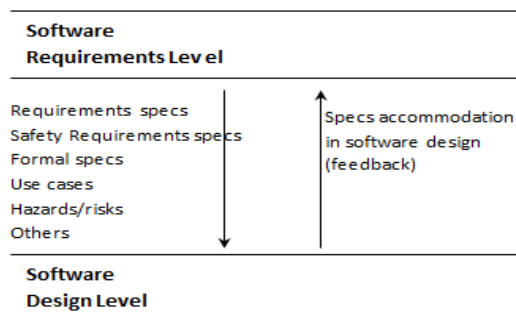 Software
Requirements Level
Requirements specs
Safety Requirements specs
Formal specs
Use cases
Hazards/risks
Others
Specs accommodation
in software design
(feedback)
Software
Design Level